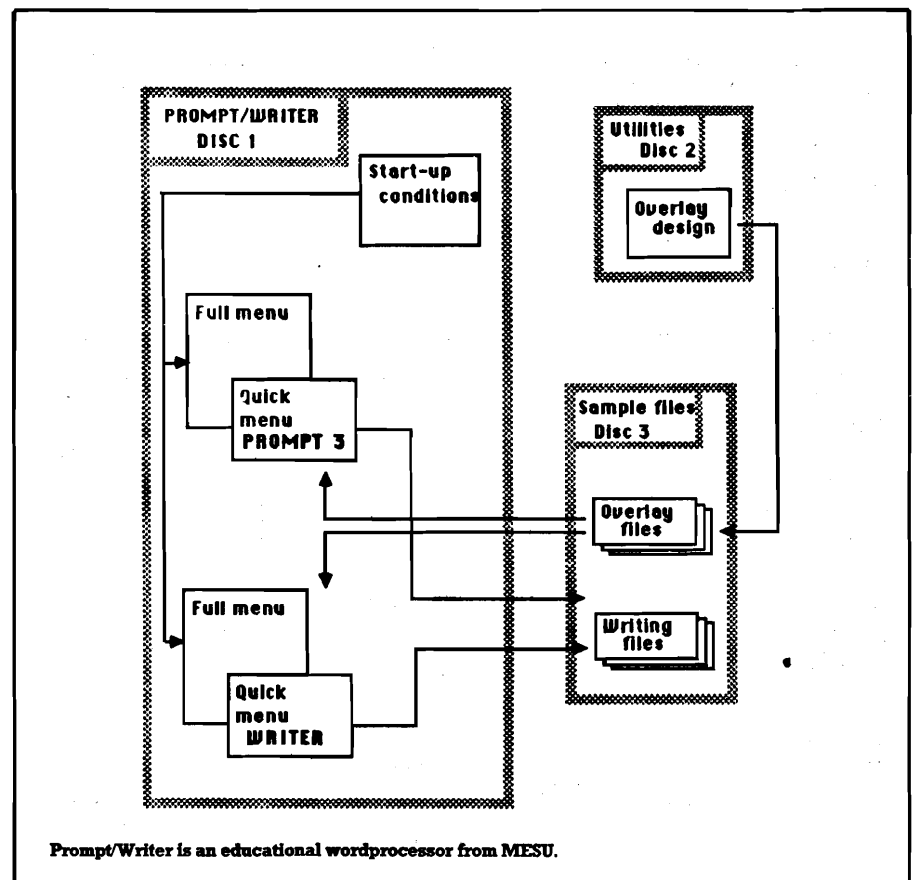 PROMPT/WRITER
DISC 1
Start-up
conditions
Full menu
Quick
menu
PROMPT 3
Full menu
Quick
menu
WRITER
Utilities
Disc 2
Overlay
design
Sample files
Disc 3
Overlay
files
Writing
files
Prompt/Writer is an educational wordprocessor from MESU.